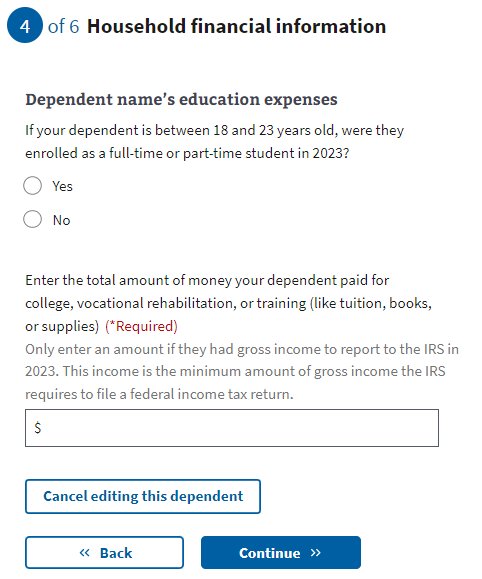 4 of 6 Household financial information
Dependent name’s education expenses
If your dependent is between 18 and 23 years old, were they
enrolled as a full-time or part-time student in 2023?
Yes
No
Enter the total amount of money your dependent paid for
college, vocational rehabilitation, or training (like tuition, books,
or supplies) (*Required)
Only enter an amount if they had gross income to report to the IRS in
2023. This income is the minimum amount of gross income the IRS
requires to file a federal income tax return.
$
Cancel editing this dependent
« Back
Continue »